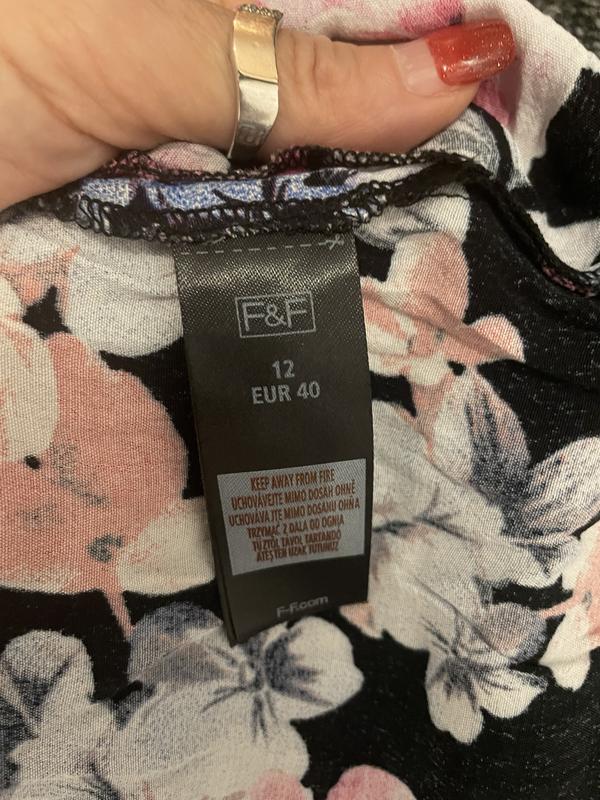 F&F
12
EUR 40
KEEP AWAY FROM FIRE
UCHOVÁVEJTE MIMO DOSAH OHNĚ
UCHOVÁVAJTE MIMO DOSAHU OHŇA
TRZYMAĆ Z DALA OD OGNIA
TŰZTŐL TÁVOL TARTANDÓ
ATEŞTEN UZAK TUTUNUZ
F-F.com